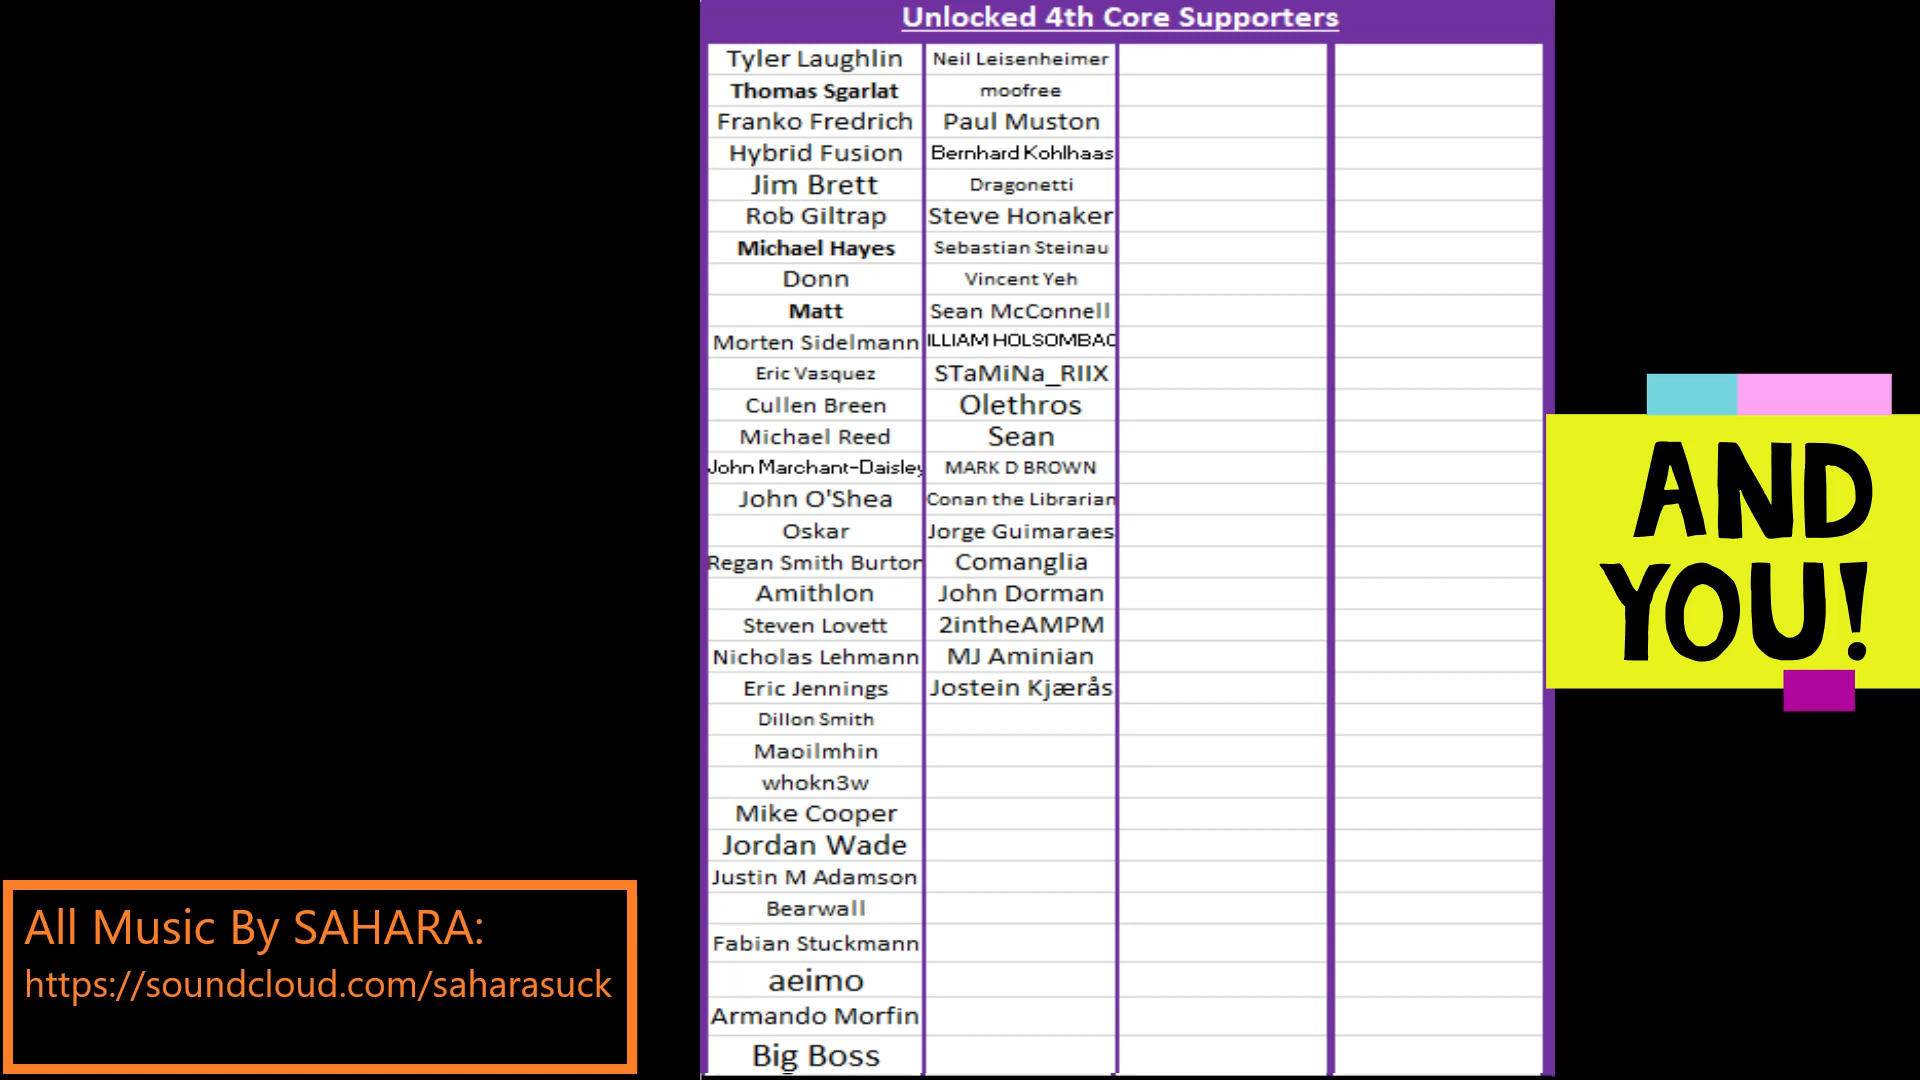 Unlocked 4th Core Supporters
Tyler Laughlin
Thomas Sgarlat
Franko Fredrich
Hybrid Fusion
Jim Brett
Rob Giltrap
Michael Hayes
Donn
Matt
Morten Sidelmann
Eric Vasquez
Cullen Breen
Michael Reed
John Marchant-Daisley
John O'Shea
Oskar
Regan Smith Burton
Amithlon
Steven Lovett
Nicholas Lehmann
Eric Jennings
Dillon Smith
Maoilmhin
whokn3w
Mike Cooper
Jordan Wade
Justin M Adamson
Bearwall
Fabian Stuckmann
aeimo
Armando Morfin
Big Boss
Neil Leisenheimer
moofree
Paul Muston
Bernhard Kohlhaas
Dragonetti
Steve Honaker
Sebastian Steinau
Vincent Yeh
Sean McConnell
ILLIAM HOLSOMBAC
STaMiNa_RIIX
Olethros
Sean
MARK D BROWN
Conan the Librarian
Jorge Guimaraes
Comanglia
John Dorman
2intheAMPM
MJ Aminian
Jostein Kjærås
AND
YOU!
All Music By SAHARA:
https://soundcloud.com/saharasuck